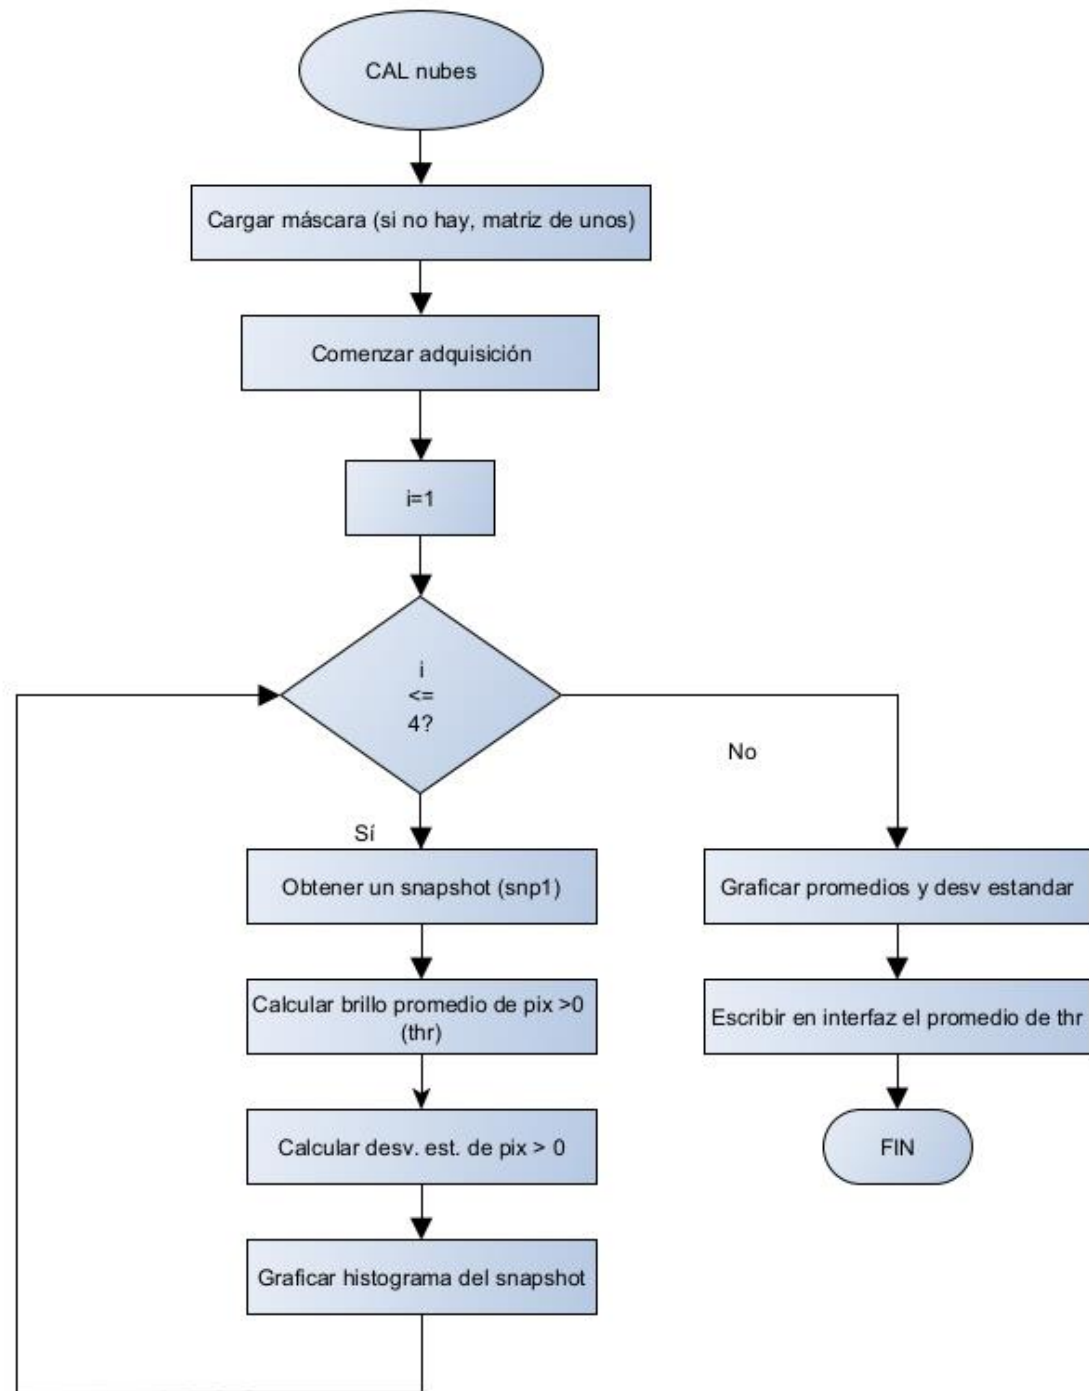 CAL nubes
Cargar máscara (si no hay, matriz de unos)
Comenzar adquisición
i=1
i
<=
4?
No
Sí
Obtener un snapshot (snp1)
Calcular brillo promedio de pix >0
(thr)
Calcular desv. est. de pix > 0
Graficar histograma del snapshot
Graficar promedios y desv estandar
Escribir en interfaz el promedio de thr
FIN